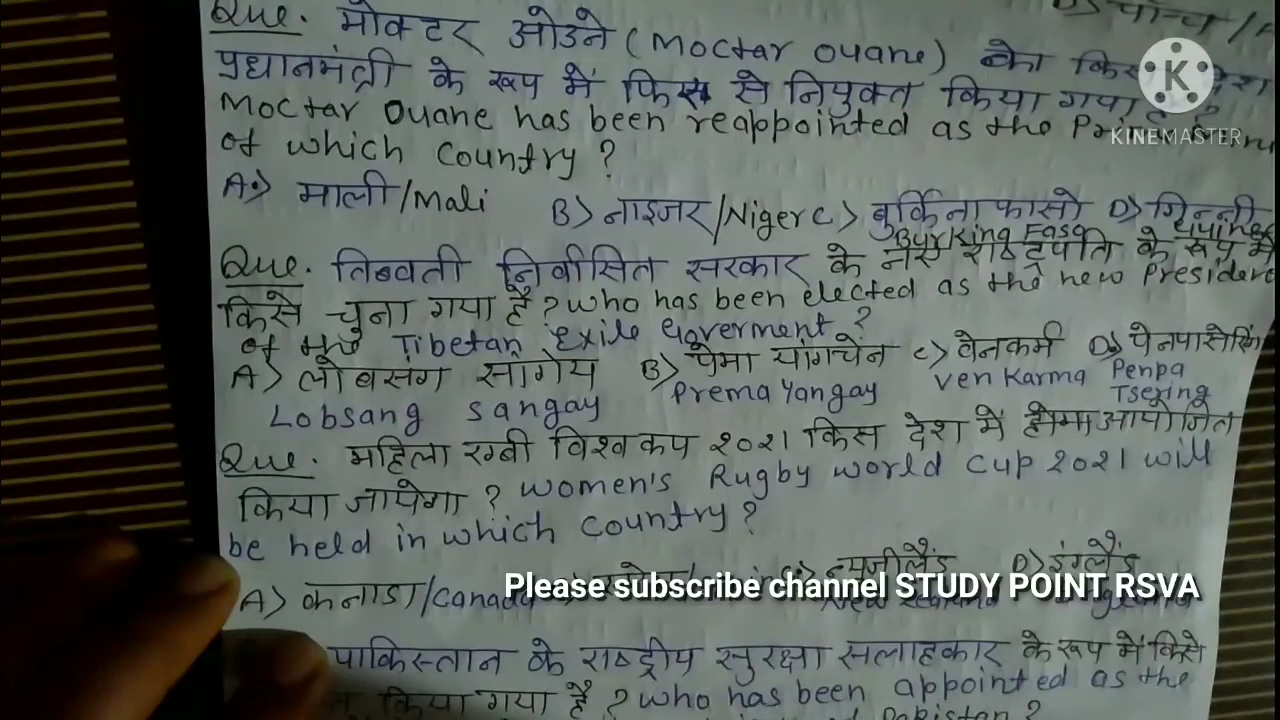 D> पाँच /
Que. मोक्टर ओउने (Moctar Ouane) को किस देश
प्रधानमंत्री के रूप में फिर से नियुक्त किया गया है
KINEMASTER
Moctar Ouane has been reappointed as the
of which country ?
A.> माली/Mali B> नाइजर/Niger C> बुर्किनाफासो D> गिन्नी
Burkina Faso Guinea
Que. तिब्बती निर्वासित सरकार के नए राष्ट्रपति के रूप में
किसे चुना गया है ? Who has been elected as the new President
of Tibetan Exile Goverment ?
A> लोबसंग सांगेय B> पेमा यांगचेन C> वेनकर्म D> पेनपा सेरिंग
Lobsang Sangay Prema Yangay Ven Karma Penpa
Tsering
Que. महिला रग्बी विश्वकप 2021 किस देश में आयोजित
किया जायेगा ? Women's Rugby World Cup 2021 will
be held in which country ?
A> कनाडा/Canada न्यूजीलैंड D> इंग्लैंड
Please subscribe channel STUDY POINT RSVA
पाकिस्तान के राष्ट्रीय सुरक्षा सलाहकार के रूप में किसे
किया गया है ? Who has been appointed as the
Pakistan ?